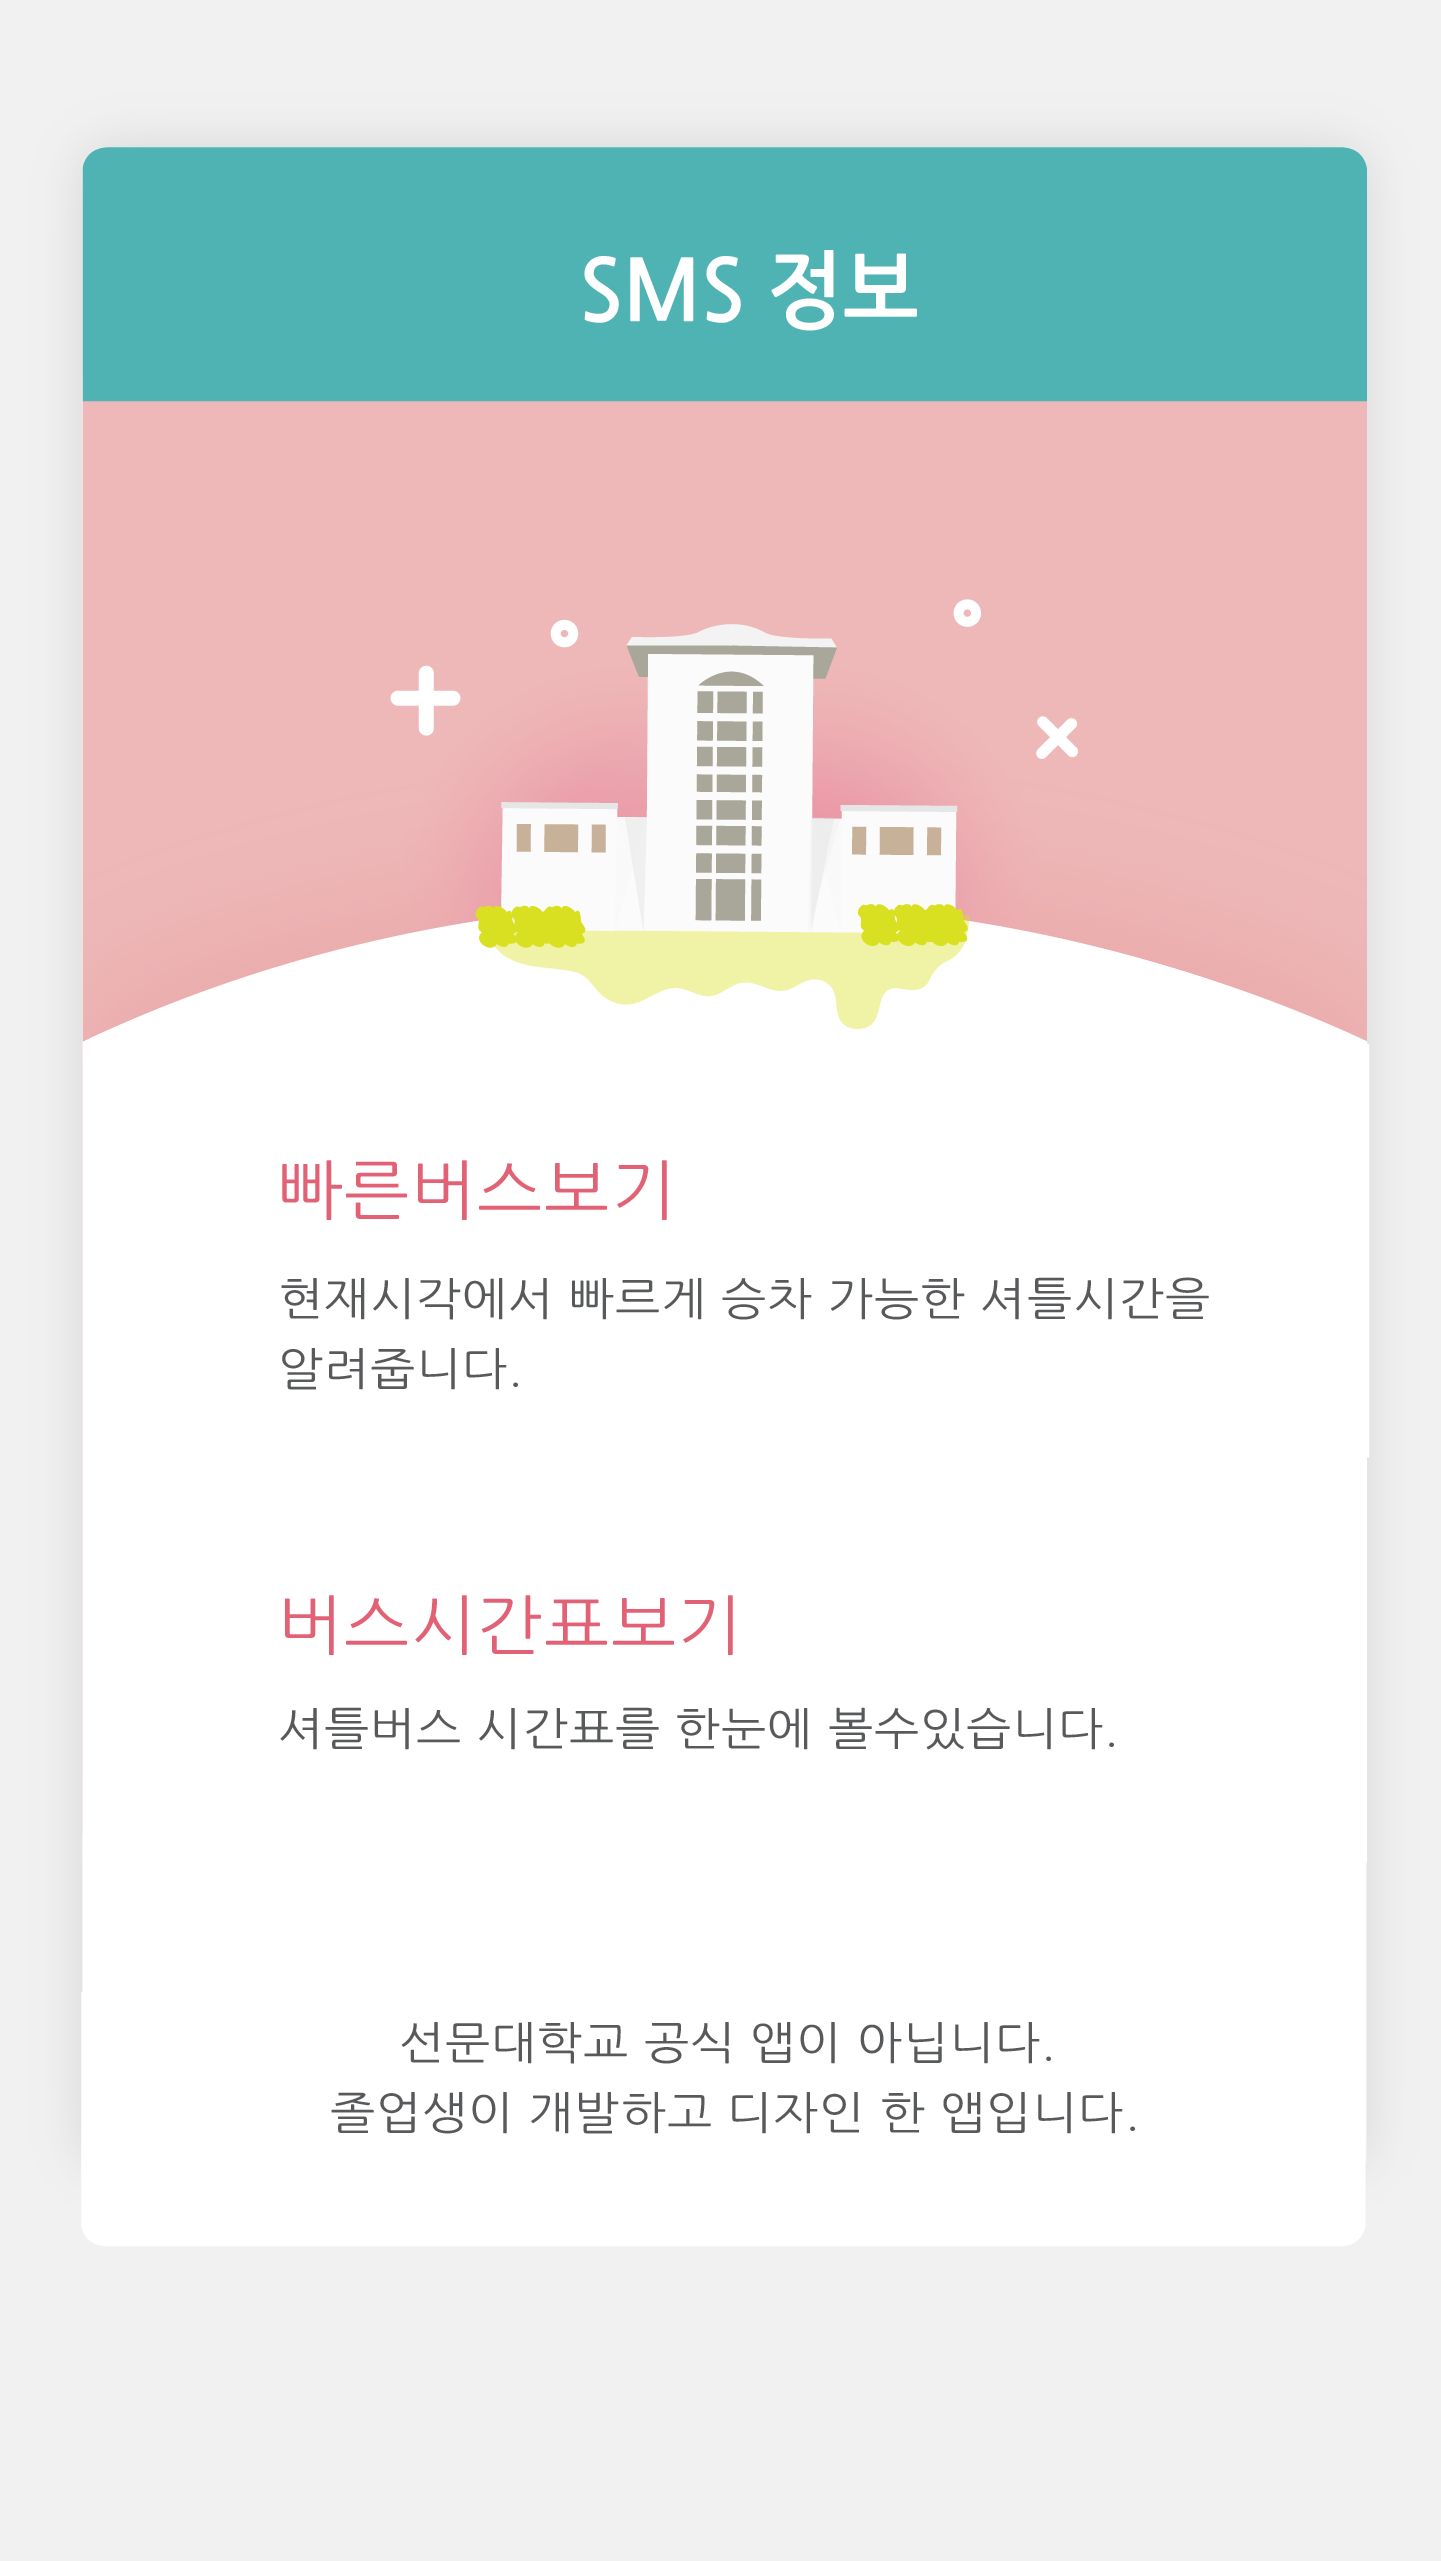 SMS 정보
빠른버스보기
현재시각에서 빠르게 승차 가능한 셔틀시간을
알려줍니다.
버스시간표보기
셔틀버스 시간표를 한눈에 볼수있습니다.
선문대학교 공식 앱이 아닙니다.
졸업생이 개발하고 디자인 한 앱입니다.